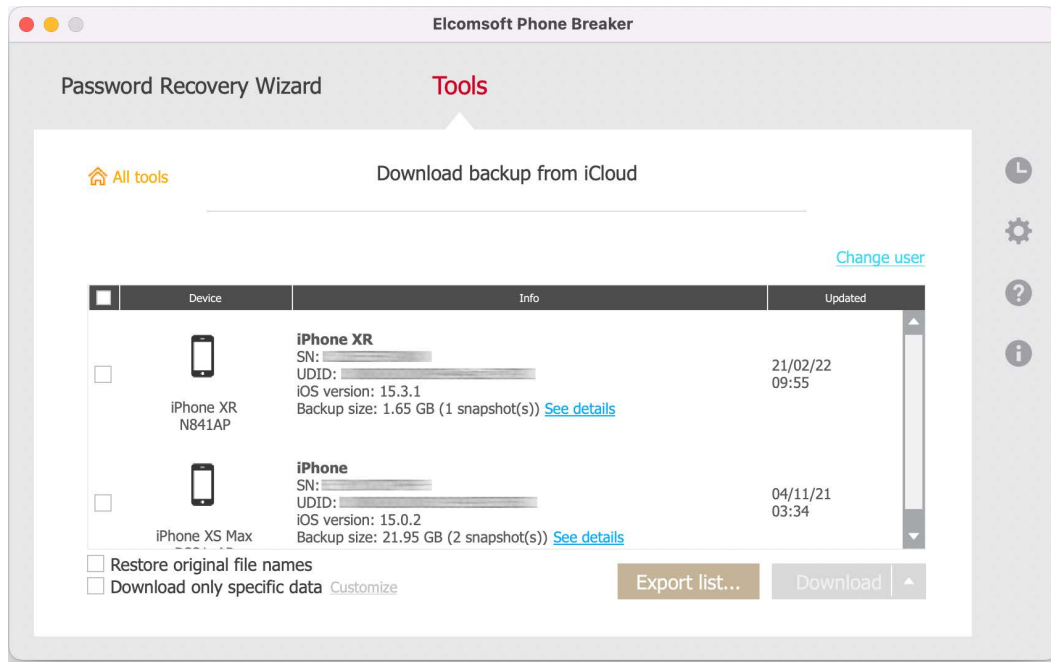 Elcomsoft Phone Breaker
Password Recovery Wizard
Tools
All tools
Download backup from iCloud
Change user
Device
Info
Updated
iPhone XR
N841AP
iPhone XR
SN:
UDID:
iOS version: 15.3.1
Backup size: 1.65 GB (1 snapshot(s)) See details
21/02/22
09:55
iPhone XS Max
iPhone
SN:
UDID:
iOS version: 15.0.2
Backup size: 21.95 GB (2 snapshot(s)) See details
04/11/21
03:34
Restore original file names
Download only specific data Customize
Export list...
Download